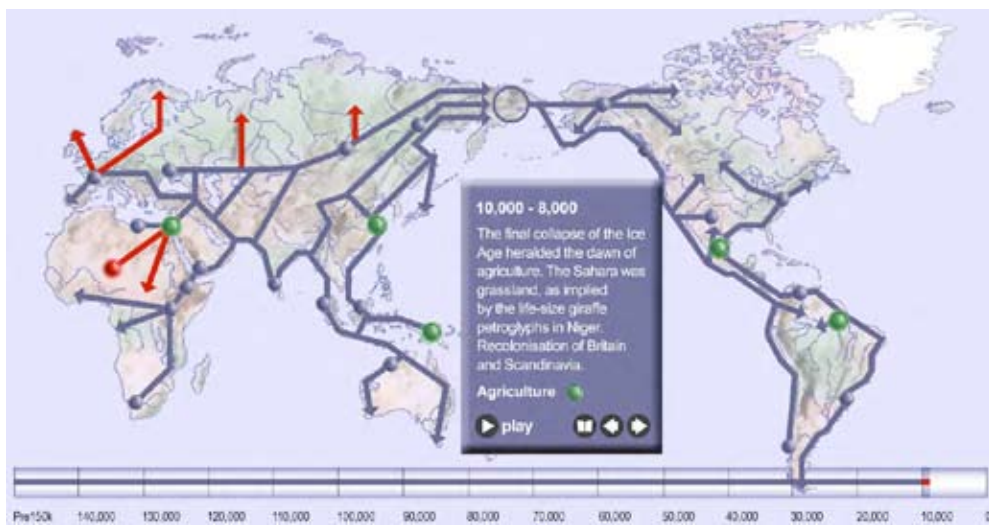 10,000 - 8,000
The final collapse of the Ice
Age heralded the dawn of
agriculture. The Sahara was
grassland, as implied
by the life-size giraffe
petroglyphs in Niger.
Recolonisation of Britain
and Scandinavia.
Agriculture
play
Pre150k 140,000 130,000 120,000 110,000 100,000 90,000 80,000 70,000 60,000 50,000 40,000 30,000 20,000 10,000 0